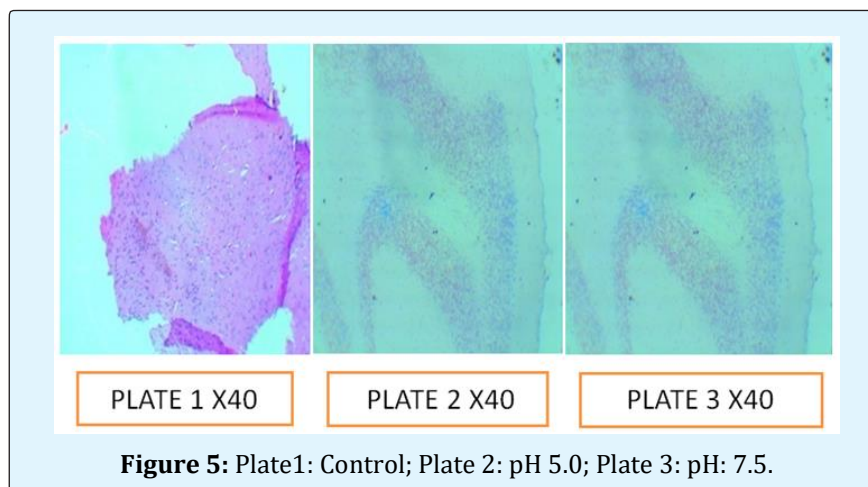 PLATE 1 X40
PLATE 2 X40
PLATE 3 X40
Figure 5: Plate1: Control; Plate 2: pH 5.0; Plate 3: pH: 7.5.